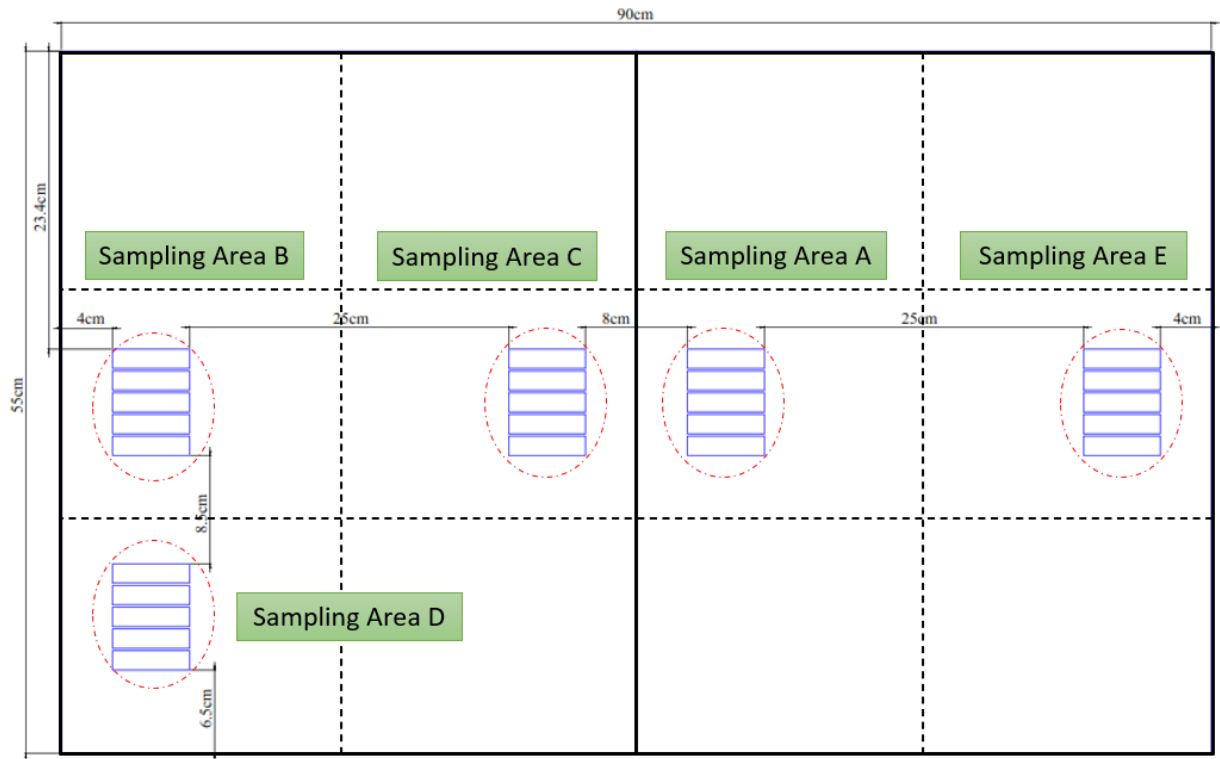 90cm
23.4cm
Sampling Area B
Sampling Area C
Sampling Area A
Sampling Area E
4cm
25cm
8cm
25cm
4cm
55cm
8.5cm
Sampling Area D
6.5cm